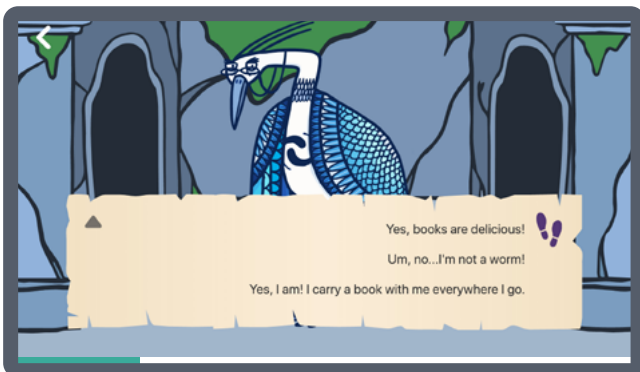 Yes, books are delicious!
Um, no...I'm not a worm!
Yes, I am! I carry a book with me everywhere I go.